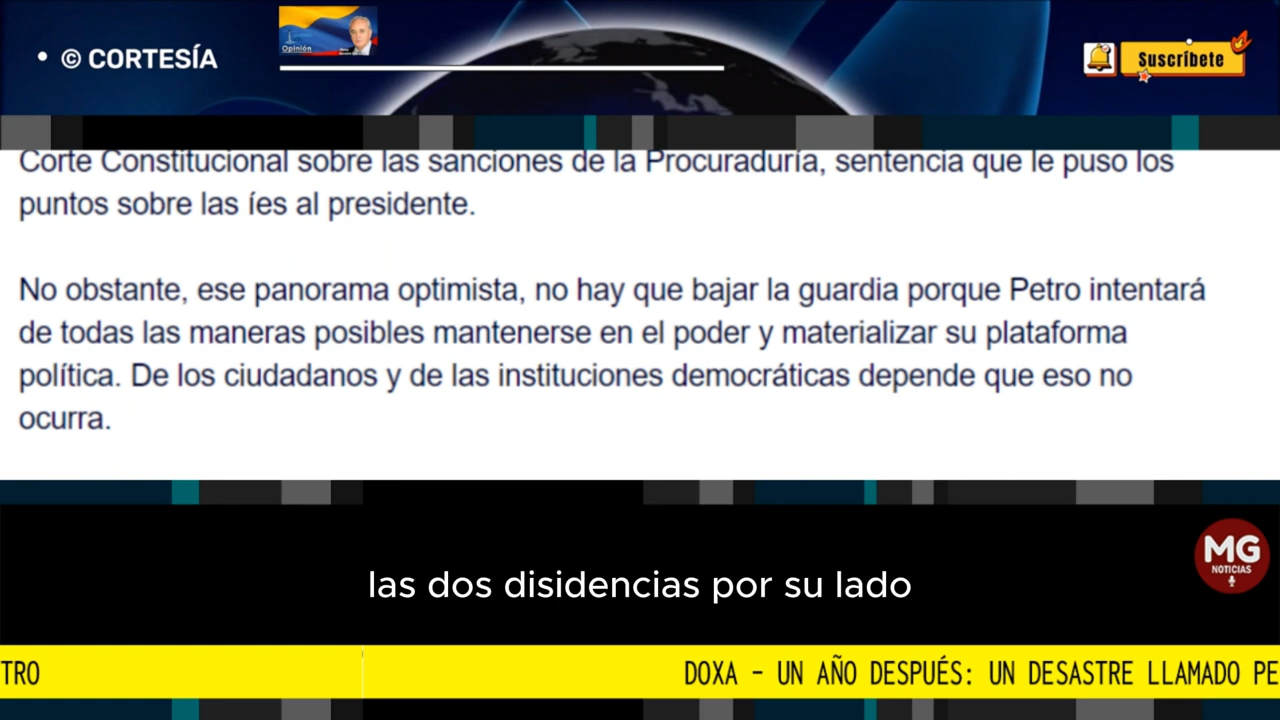 • © CORTESÍA
Opinión
Suscríbete
Corte Constitucional sobre las sanciones de la Procuraduría, sentencia que le puso los
puntos sobre las íes al presidente.
No obstante, ese panorama optimista, no hay que bajar la guardia porque Petro intentará
de todas las maneras posibles mantenerse en el poder y materializar su plataforma
política. De los ciudadanos y de las instituciones democráticas depende que eso no
ocurra.
MG
NOTICIAS
las dos disidencias por su lado
TRO
DOXA - UN AÑO DESPUÉS: UN DESASTRE LLAMADO PE